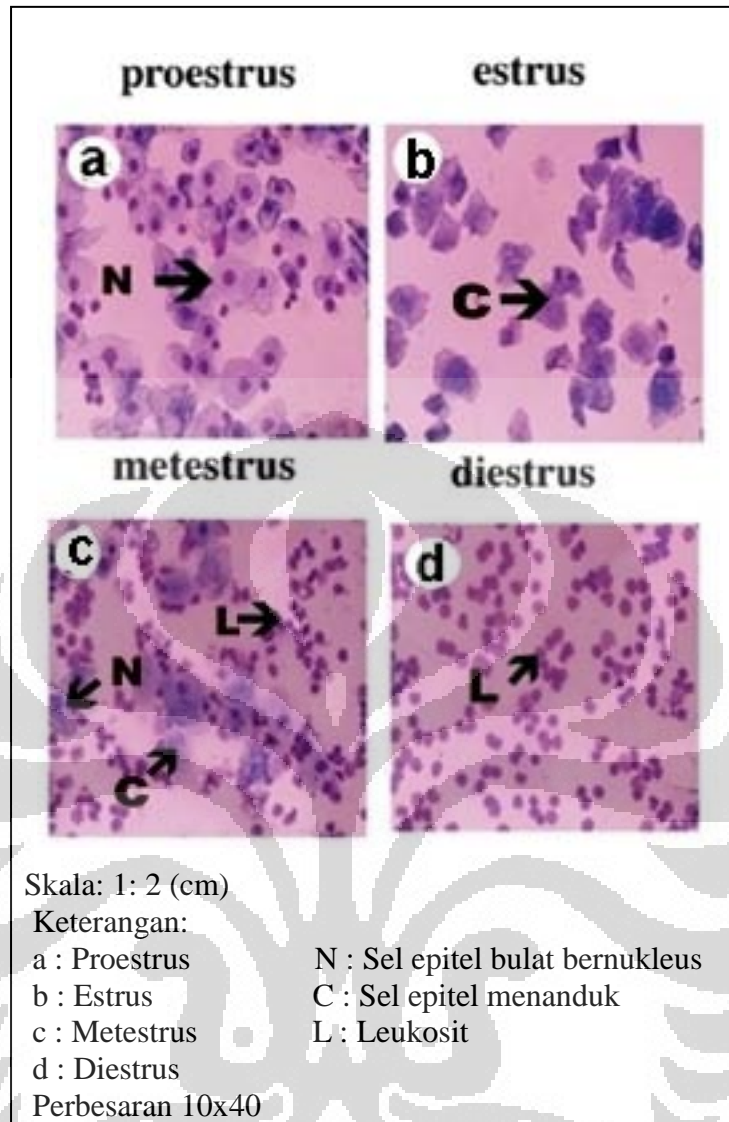 proestrus estrus
a b
N C
metestrus diestrus
c d
L
N L
C
Skala: 1: 2 (cm)
Keterangan:
a : Proestrus N : Sel epitel bulat bernukleus
b : Estrus C : Sel epitel menanduk
c : Metestrus L : Leukosit
d : Diestrus
Perbesaran 10x40